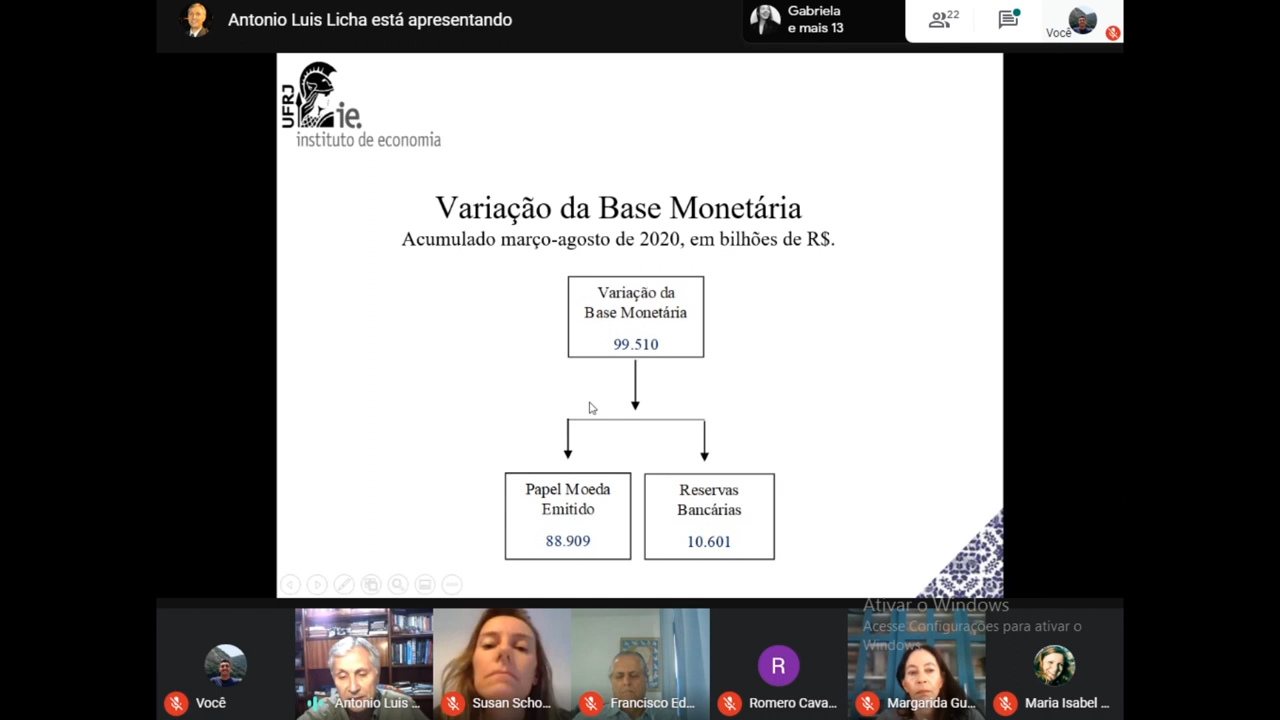 Antonio Luis Licha está apresentando
Gabriela
e mais 13
22
Você
UFRJ
ie.
instituto de economia
Variação da Base Monetária
Acumulado março-agosto de 2020, em bilhões de R$.
Variação da
Base Monetária
99.510
Papel Moeda
Emitido
88.909
Reservas
Bancárias
10.601
Ativar o Windows
Acesse Configurações para ativar o
Windows.
R
Você
Antonio Luis ...
Susan Scho...
Francisco Ed...
Romero Cava...
Margarida Gu...
Maria Isabel ...